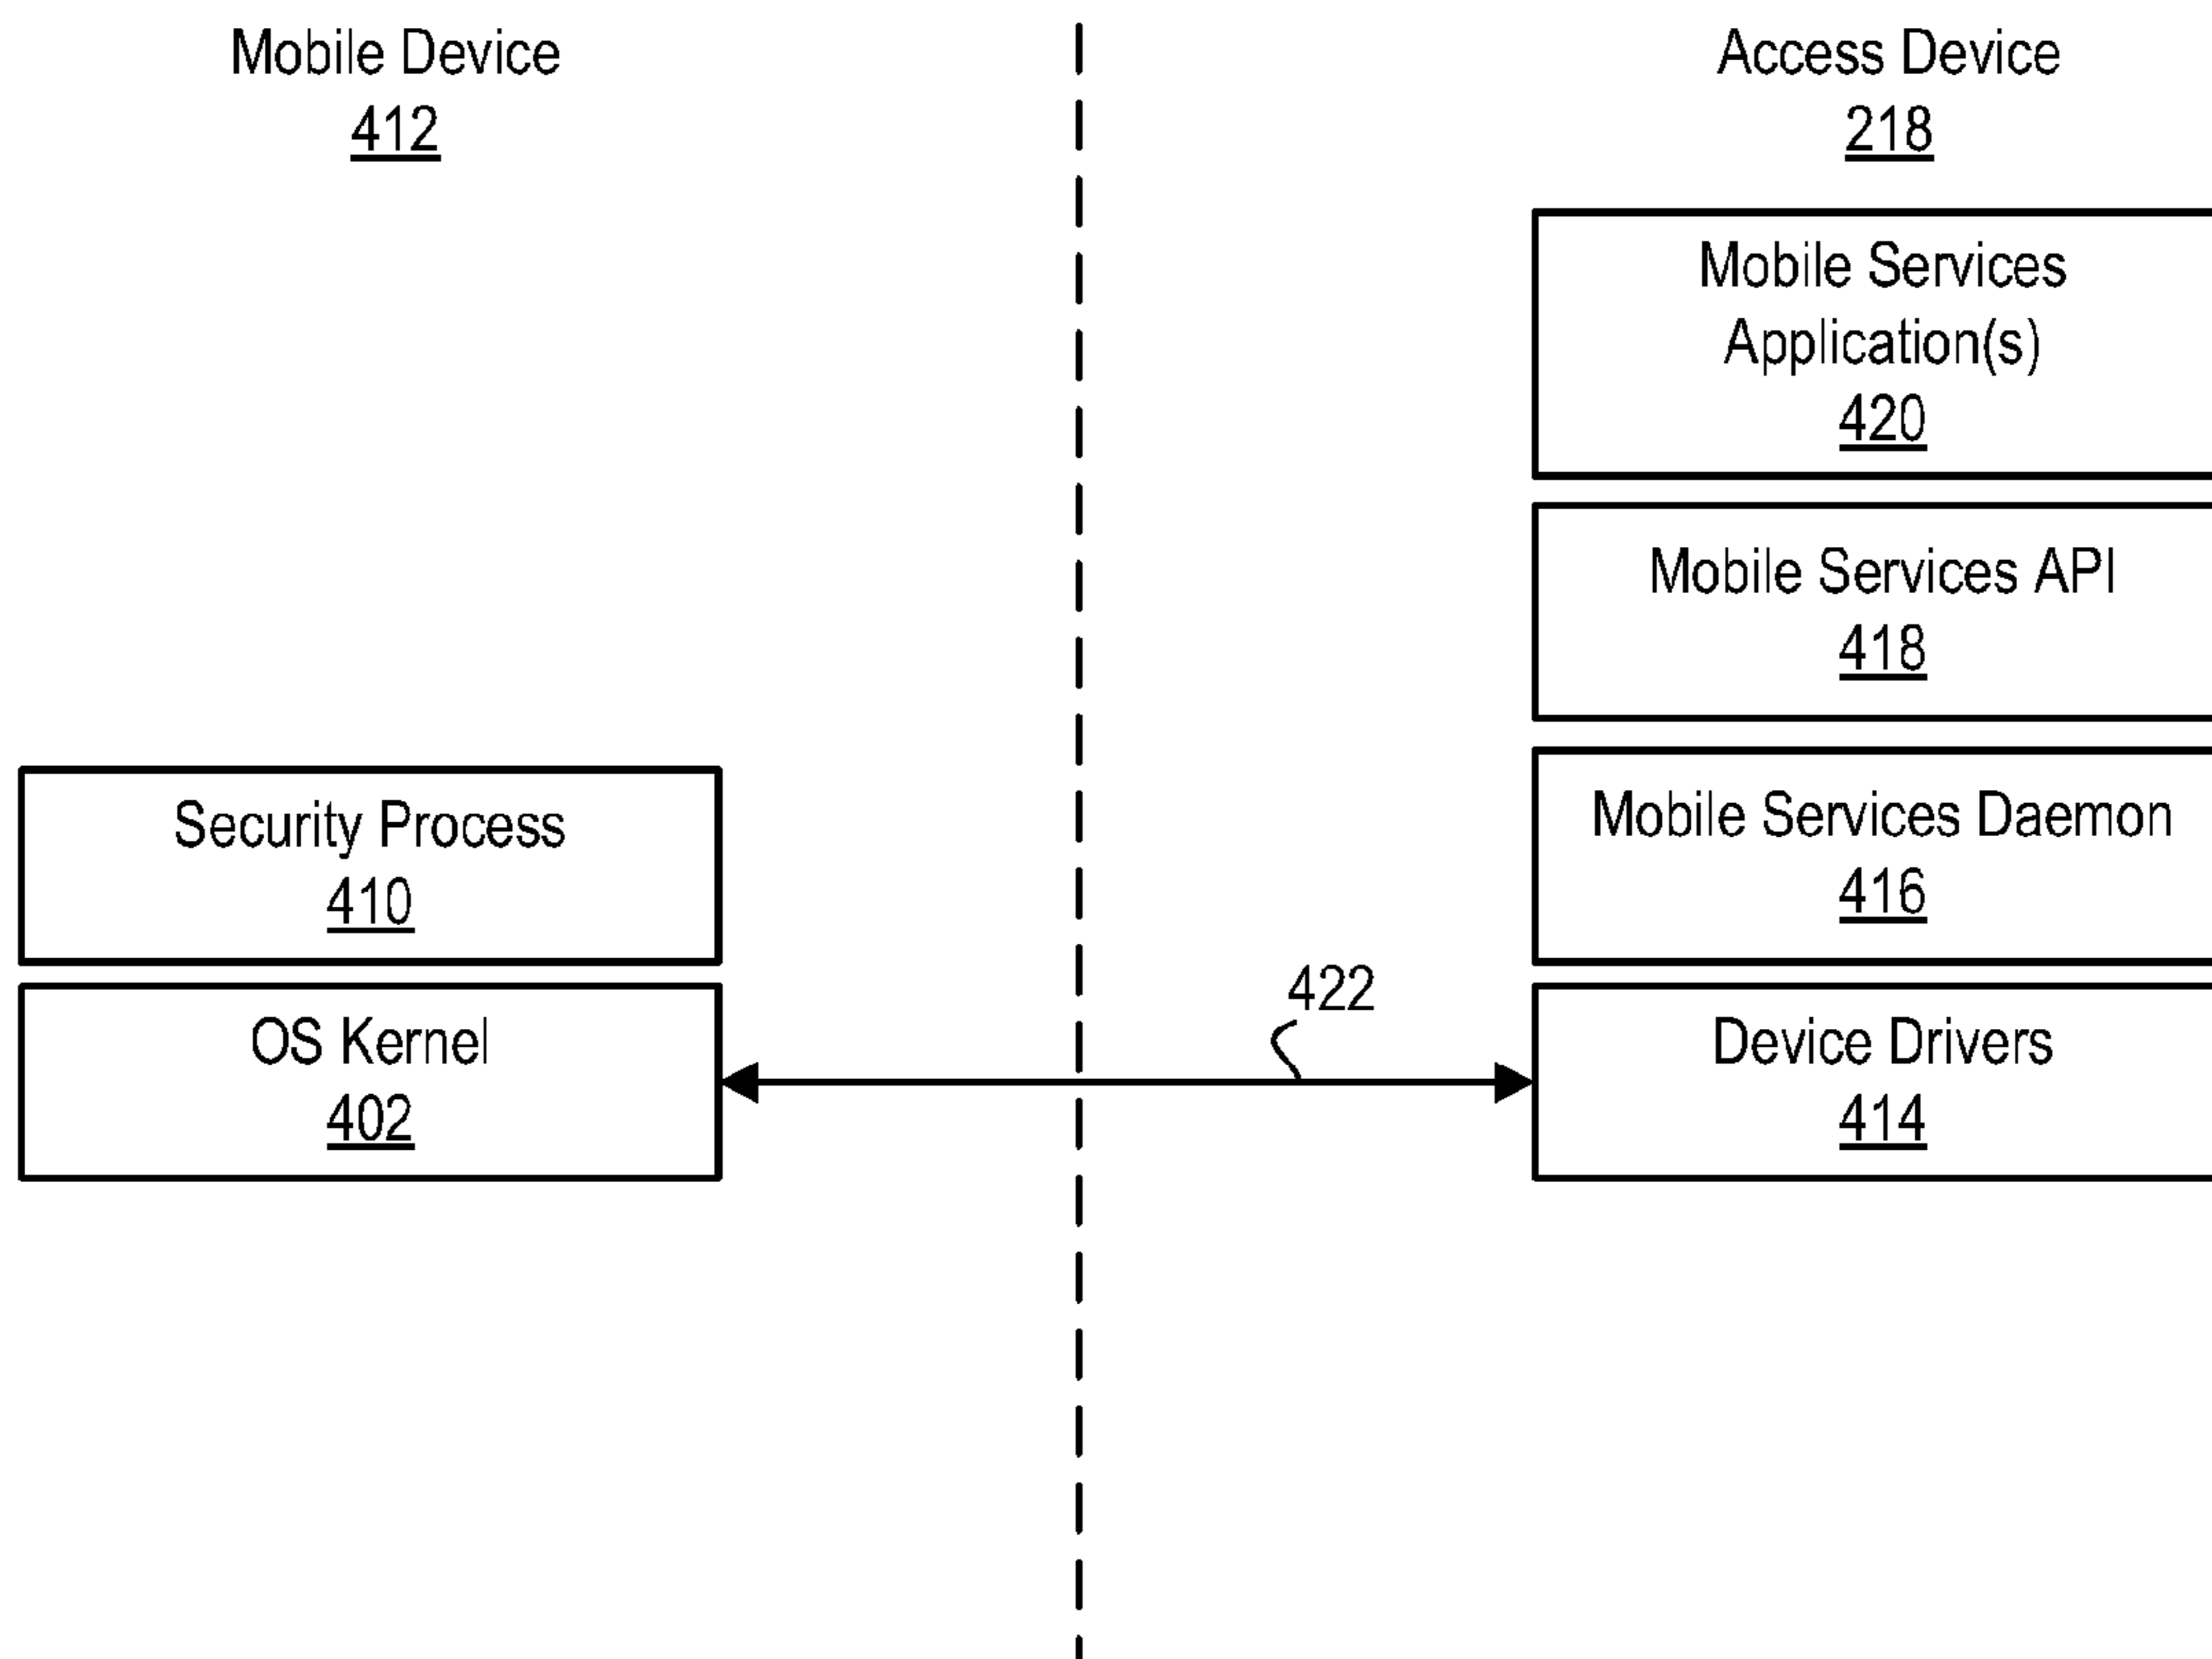 Mobile Device
412
Access Device
218
Mobile Services
Application(s)
420
Mobile Services API
418
Security Process
410
Mobile Services Daemon
416
422
OS Kernel
402
Device Drivers
414